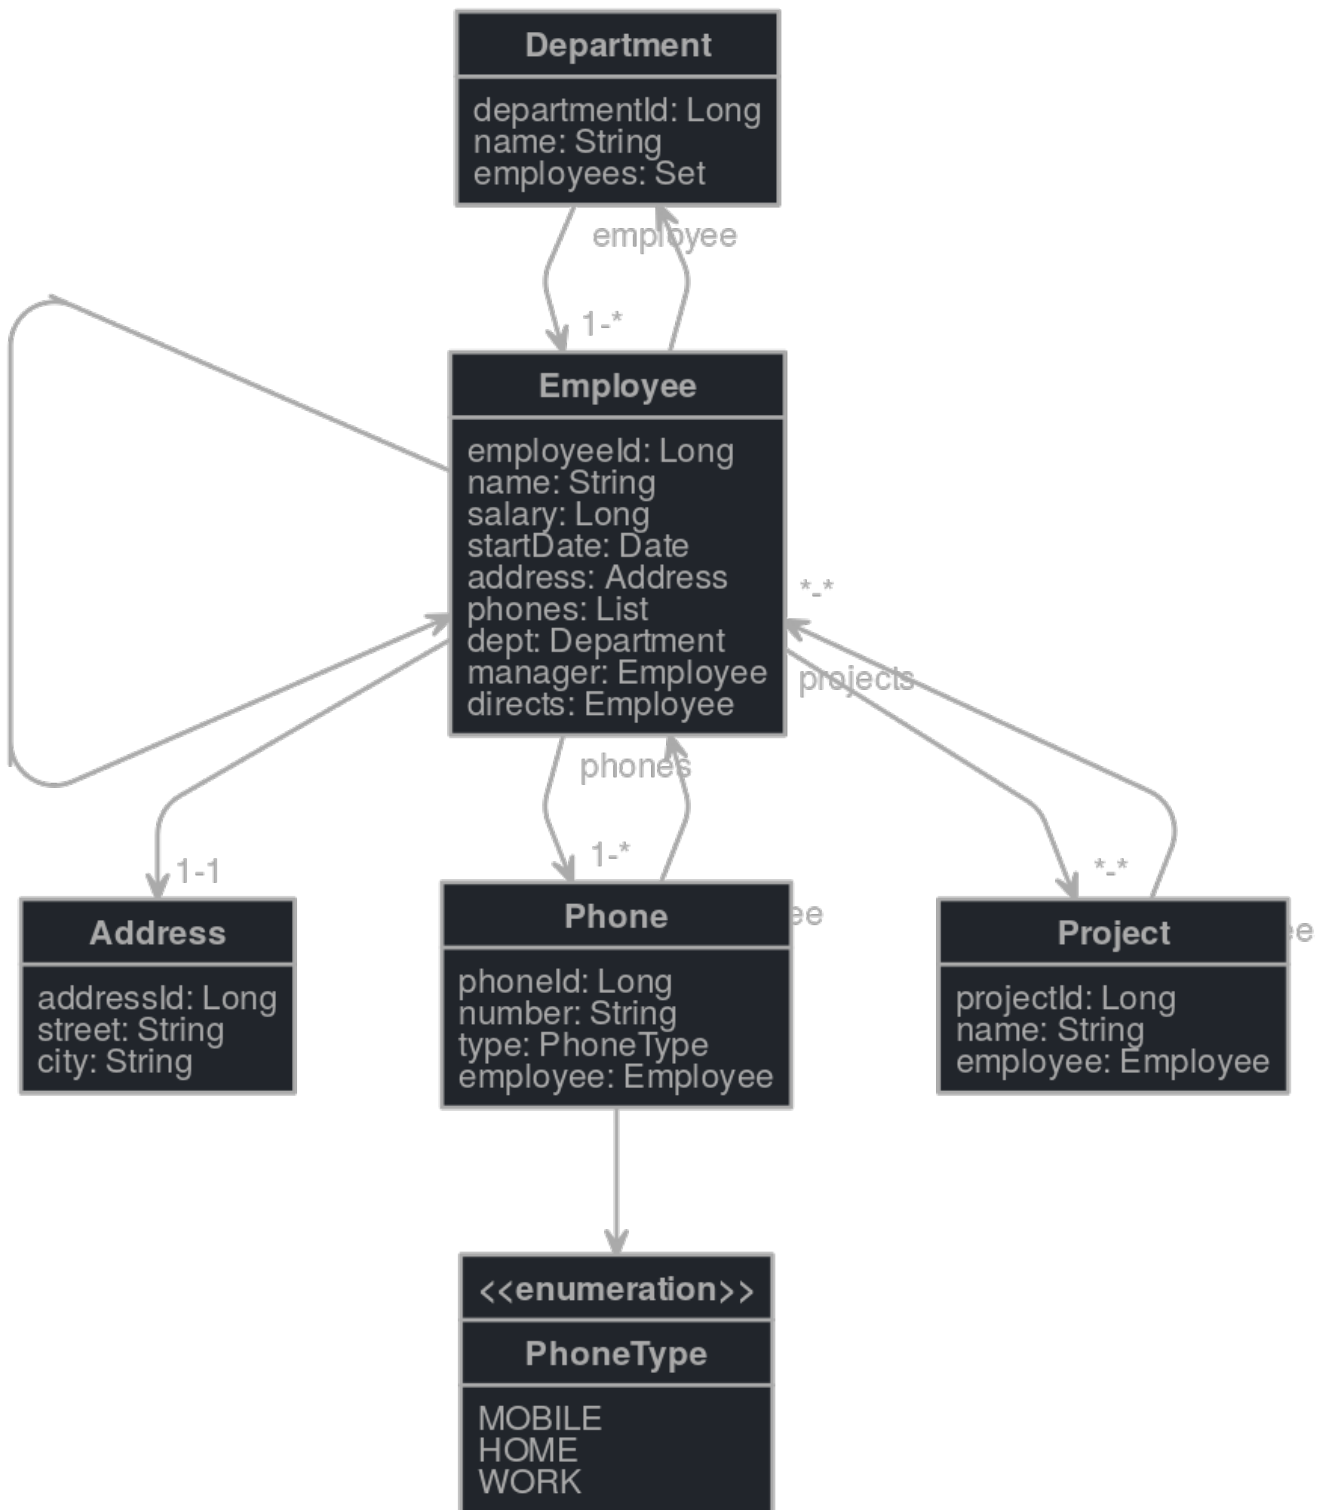 Department
departmentId: Long
name: String
employees: Set
employee
1-*
Employee
employeeId: Long
name: String
salary: Long
startDate: Date
address: Address
phones: List
dept: Department
manager: Employee
directs: Employee
*-*
projects
phones
1-*
1-1
*-*
Address
addressId: Long
street: String
city: String
Phone
ee
phoneId: Long
number: String
type: PhoneType
employee: Employee
Project
projectId: Long
name: String
employee: Employee
<<enumeration>>
PhoneType
MOBILE
HOME
WORK